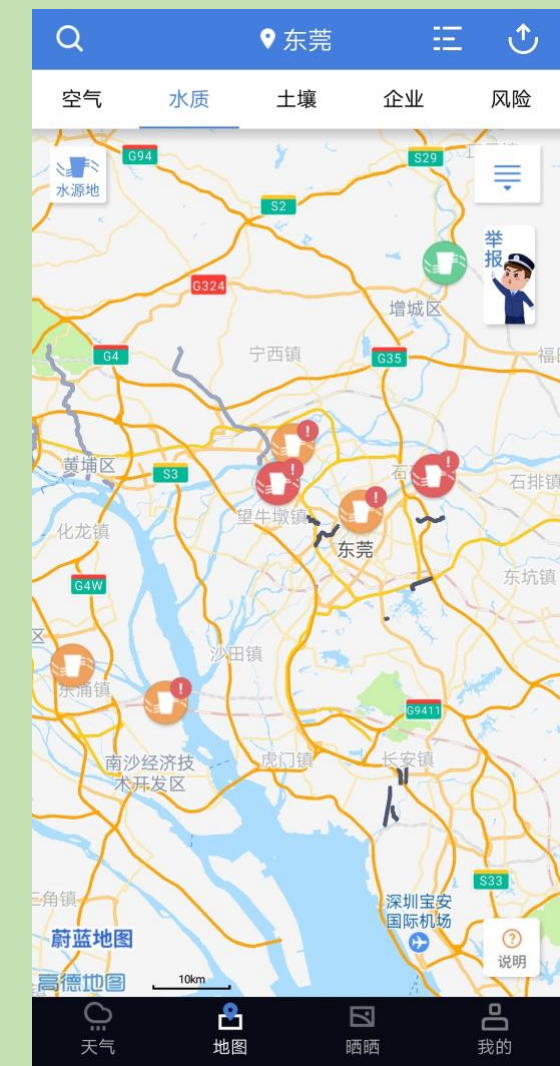 东莞
空气 水质 土壤 企业 风险
G94
S29
水源地
S2
举报
G324
增城区
宁西镇
G4
G35
黄埔区
S3
石排镇
望牛墩镇
化龙镇
东莞
G4W
东坑镇
沙田镇
东涌镇
G9411
虎门镇
长安镇
南沙经济技
术开发区
S33
三角镇
深圳宝安
国际机场
蔚蓝地图
说明
高德地图
10km
天气 地图 晒晒 我的